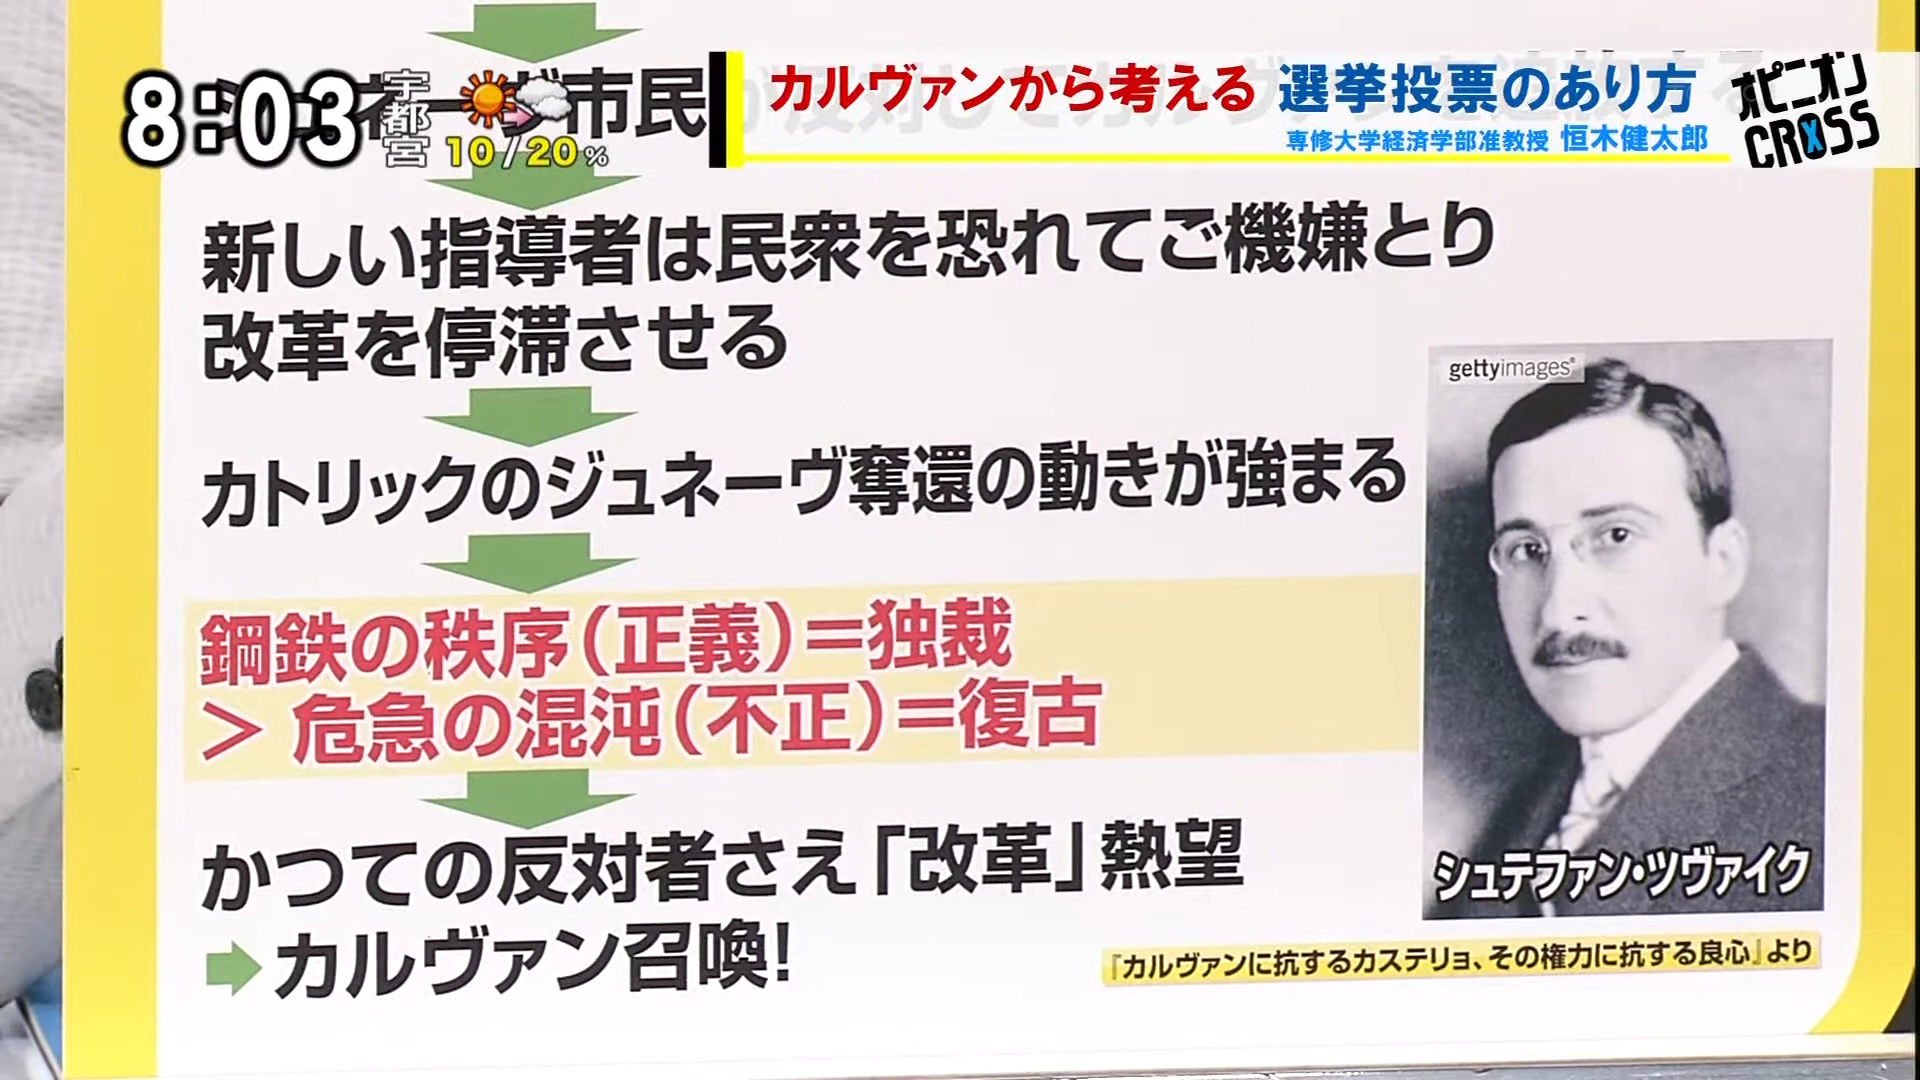 8:03
宇都宮
10/20%
市民
カルヴァンから考える 選挙投票のあり方
専修大学経済学部准教授 恒木健太郎
オピニオン
CROSS
新しい指導者は民衆を恐れてご機嫌とり
改革を停滞させる
カトリックのジュネーヴ奪還の動きが強まる
鋼鉄の秩序(正義)=独裁
> 危急の混沌(不正)=復古
かつての反対者さえ「改革」熱望
カルヴァン召喚!
gettyimages®
シュテファン・ツヴァイク
『カルヴァンに抗するカステリョ、その権力に抗する良心』より